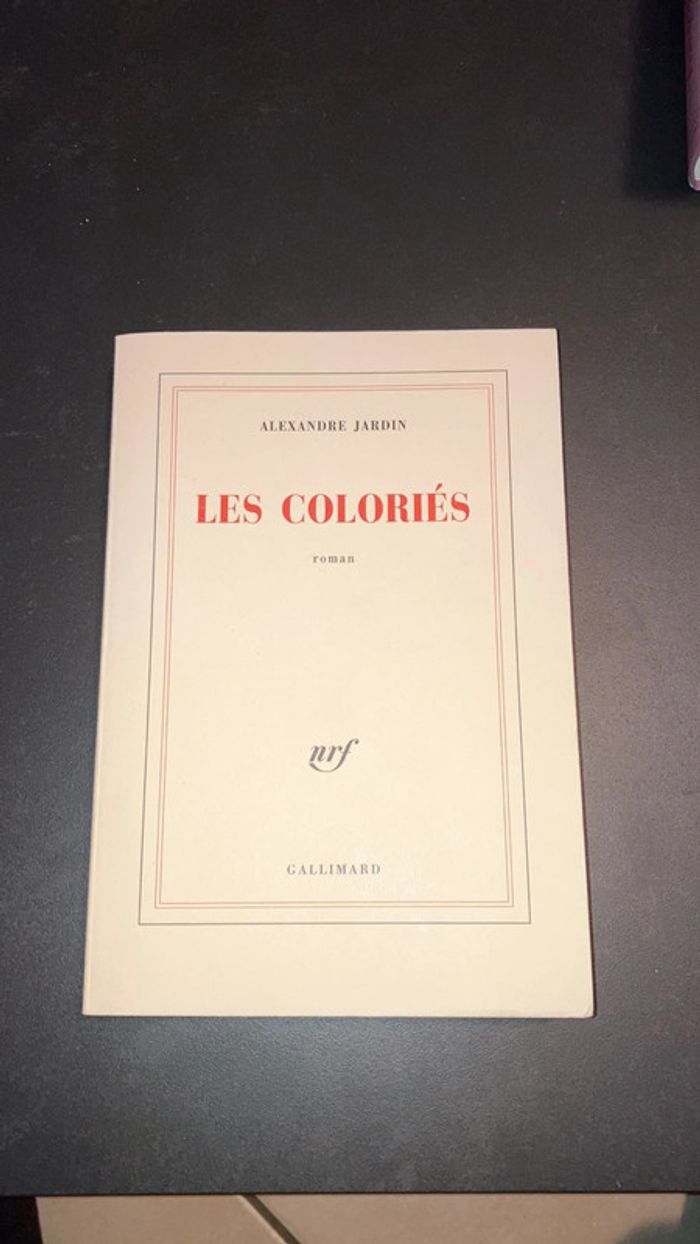 ALEXANDRE JARDIN
LES COLORIÉS
roman
nrf
GALLIMARD